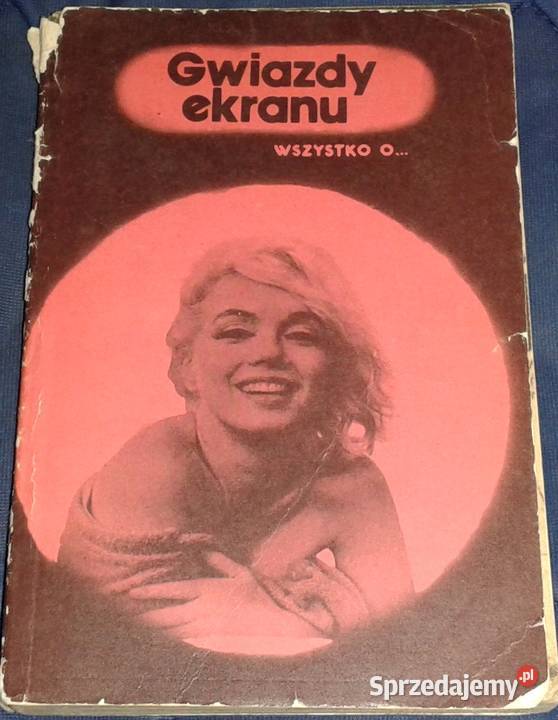 Gwiazdy
ekranu
WSZYSTKO O...
Sprzedajemy.pl